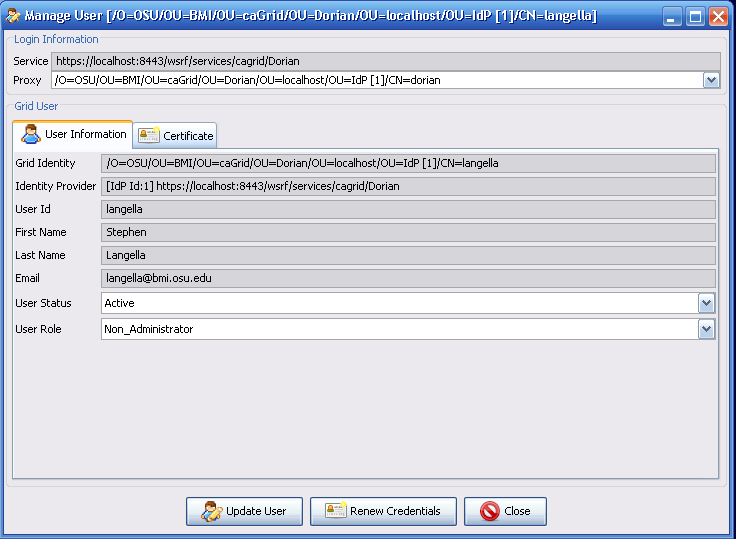 Manage User [/O=OSU/OU=BMI/OU=caGrid/OU=Dorian/OU=localhost/OU=IdP [1]/CN=langella]
Login Information
Service https://localhost:8443/wsrf/services/cagrid/Dorian
Proxy /O=OSU/OU=BMI/OU=caGrid/OU=Dorian/OU=localhost/OU=IdP [1]/CN=dorian
Grid User
User Information Certificate
Grid Identity /O=OSU/OU=BMI/OU=caGrid/OU=Dorian/OU=localhost/OU=IdP [1]/CN=langella
Identity Provider [IdP Id:1] https://localhost:8443/wsrf/services/cagrid/Dorian
User Id langella
First Name Stephen
Last Name Langella
Email langella@bmi.osu.edu
User Status Active
User Role Non_Administrator
Update User Renew Credentials Close